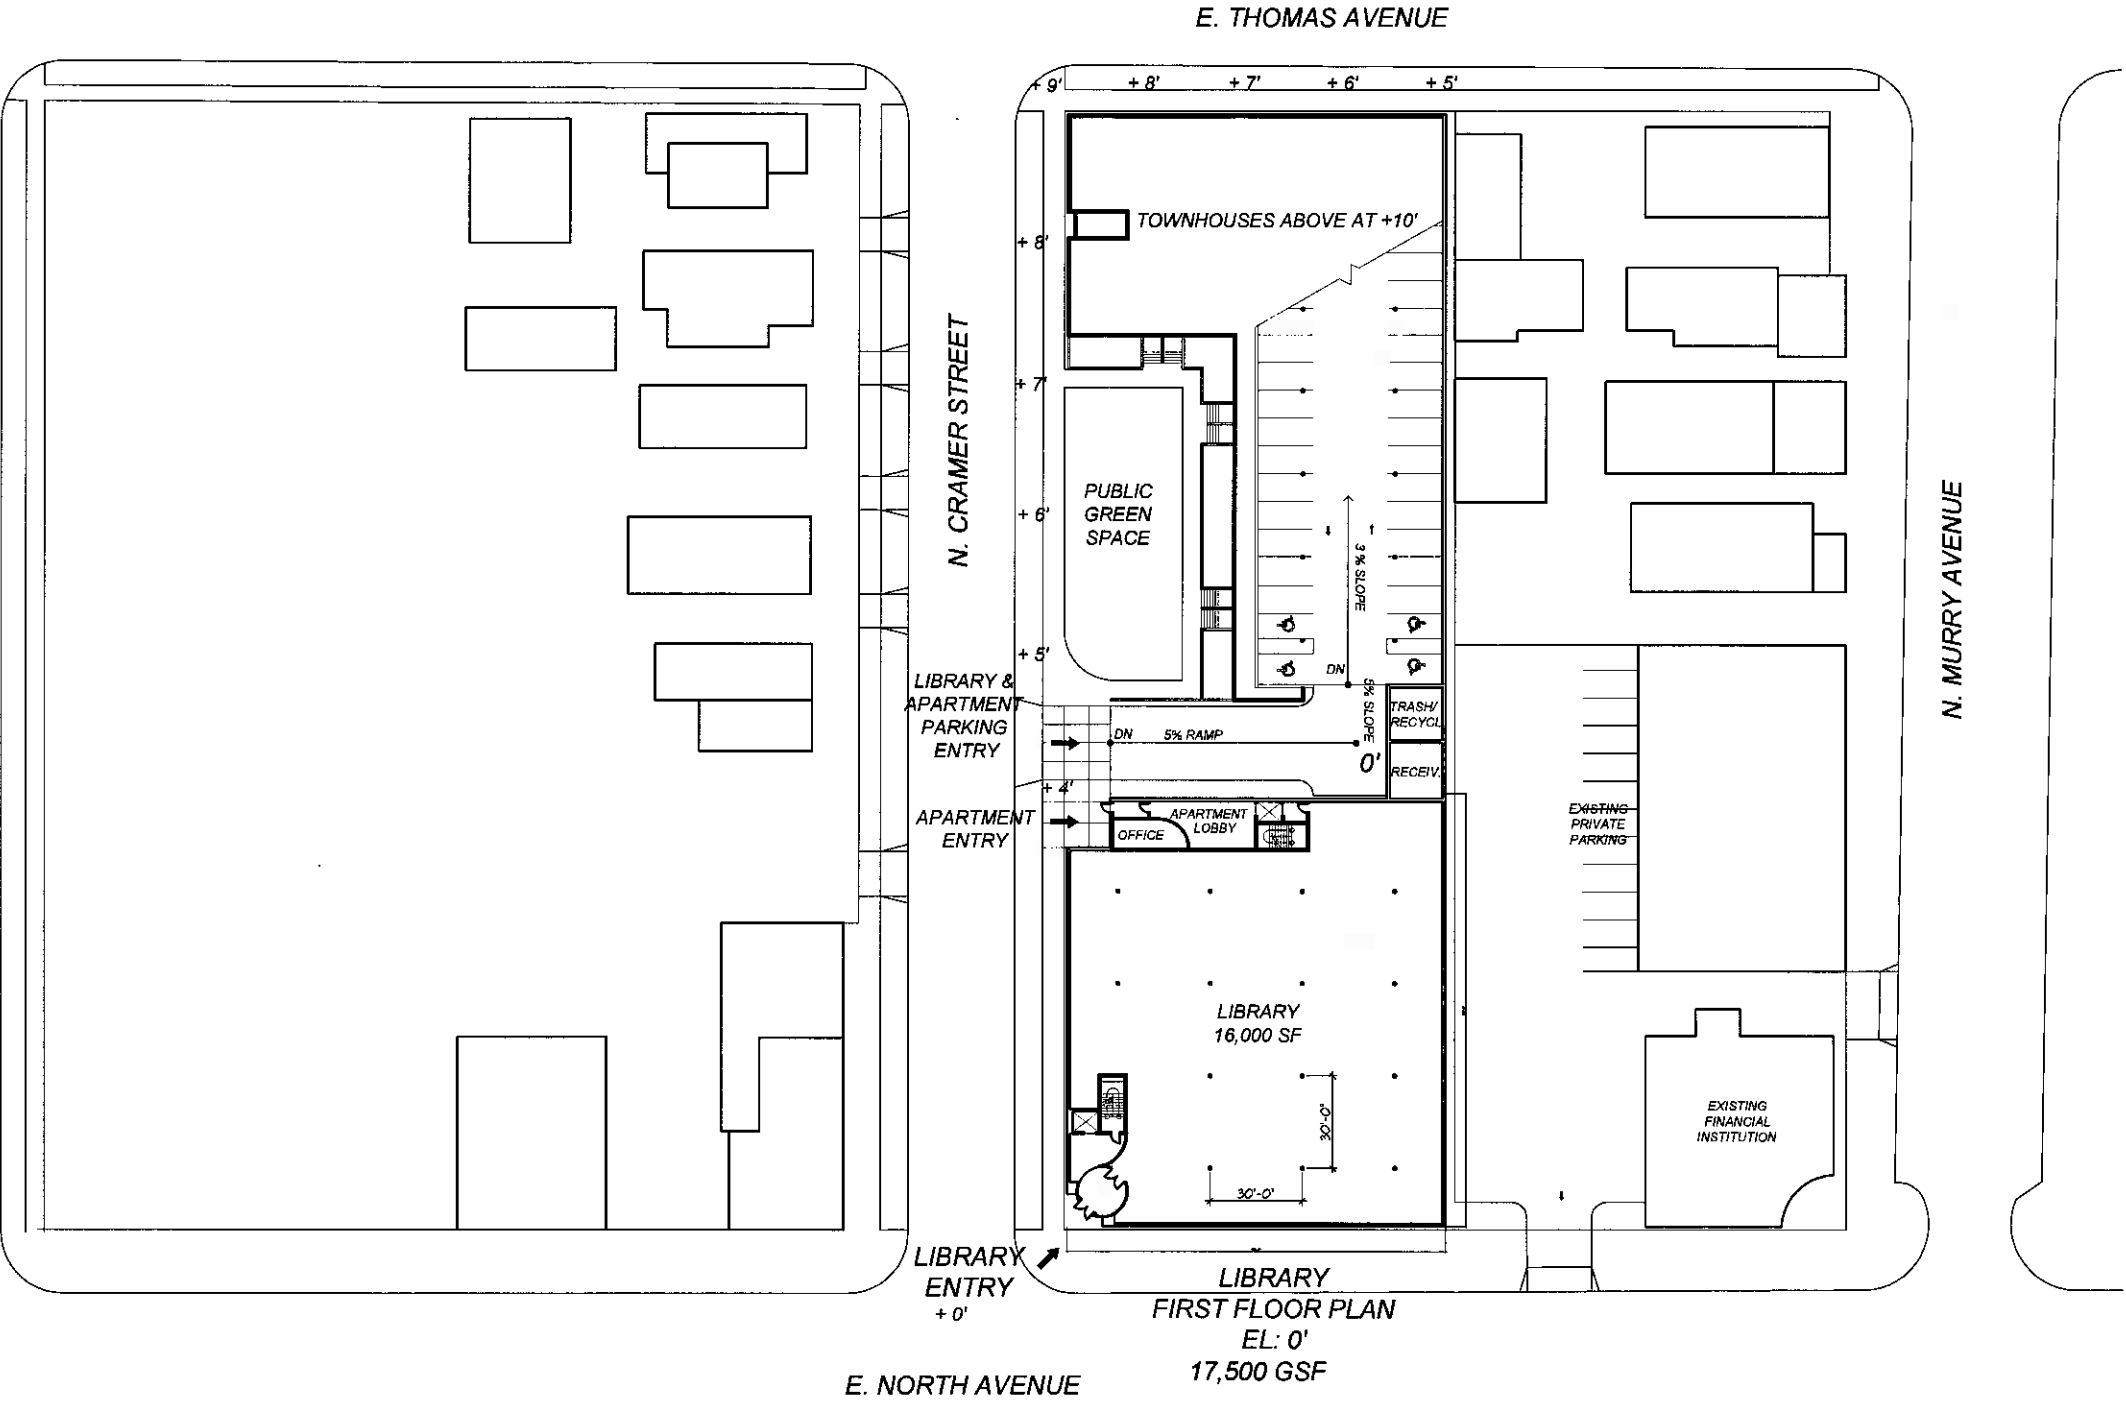 E. THOMAS AVENUE
+ 9'
+ 8'
+ 7'
+ 6'
+ 5'
TOWNHOUSES ABOVE AT +10'
+ 8'
+ 7'
+ 6'
+ 5'
N. CRAMER STREET
PUBLIC
GREEN
SPACE
3% SLOPE
DN
N. MURRY AVENUE
LIBRARY &
APARTMENT
PARKING
ENTRY
DN
5% RAMP
5% SLOPE
0'
TRASH/
RECYCL
RECEIV.
+ 4'
APARTMENT
ENTRY
OFFICE
APARTMENT
LOBBY
EXISTING
PRIVATE
PARKING
LIBRARY
16,000 SF
30'-0"
30'-0"
EXISTING
FINANCIAL
INSTITUTION
LIBRARY
ENTRY
+ 0'
LIBRARY
FIRST FLOOR PLAN
EL: 0'
17,500 GSF
E. NORTH AVENUE